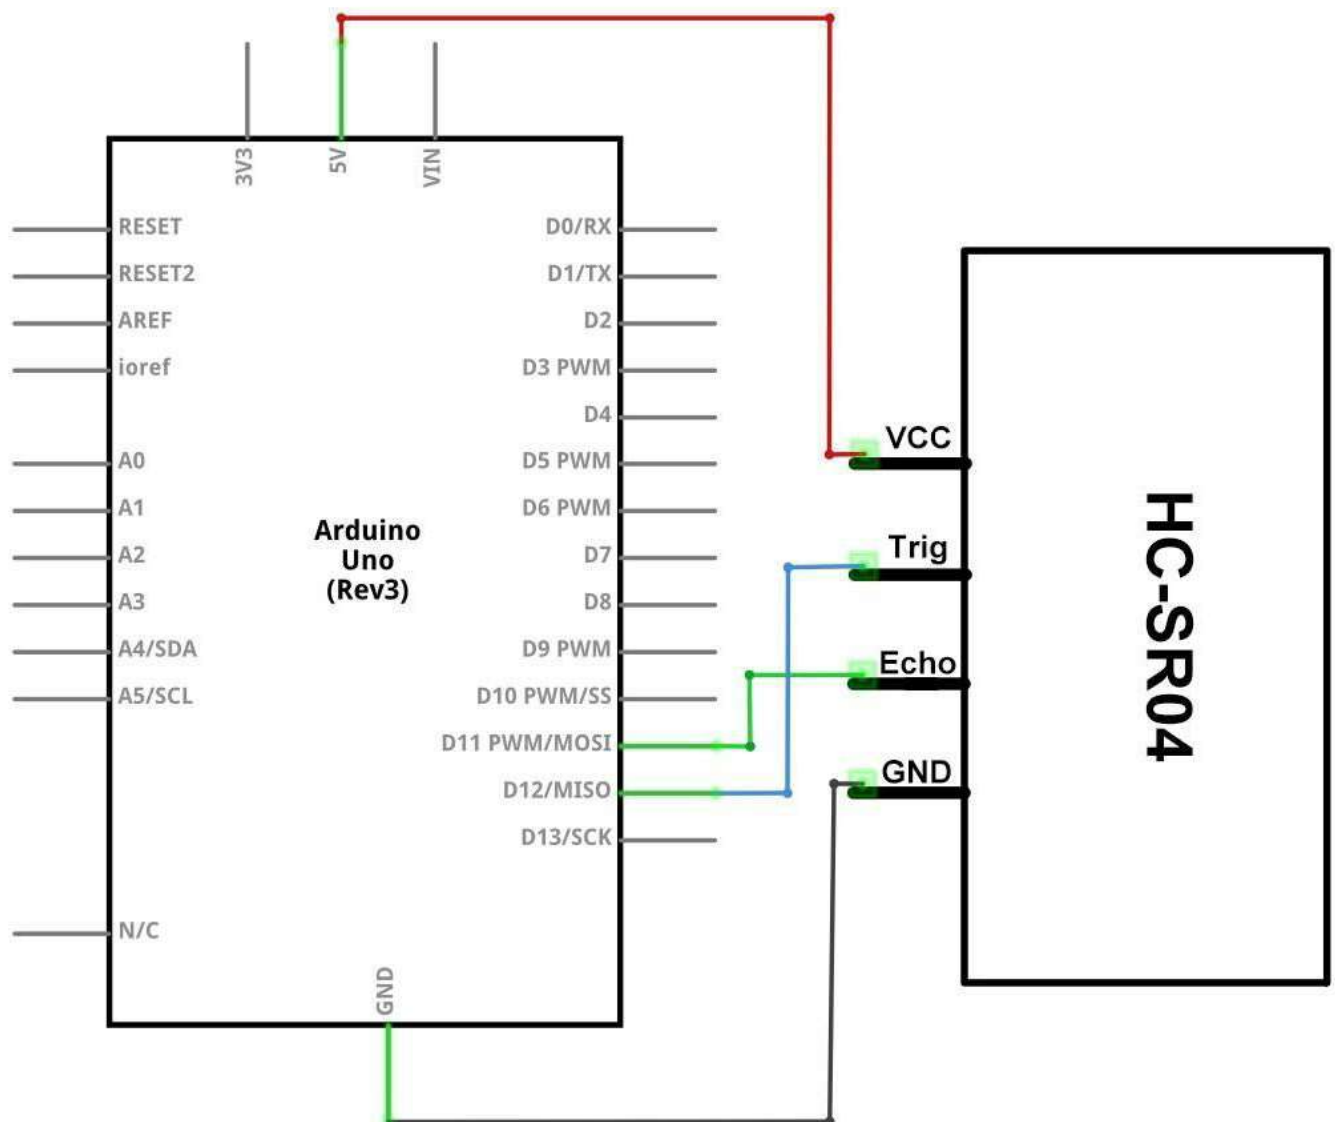 3V3
5V
VIN
RESET
RESET2
AREF
ioref
A0
A1
A2
A3
A4/SDA
A5/SCL
N/C
Arduino
Uno
(Rev3)
D0/RX
D1/TX
D2
D3 PWM
D4
D5 PWM
D6 PWM
D7
D8
D9 PWM
D10 PWM/SS
D11 PWM/MOSI
D12/MISO
D13/SCK
GND
VCC
Trig
Echo
GND
HC-SR04